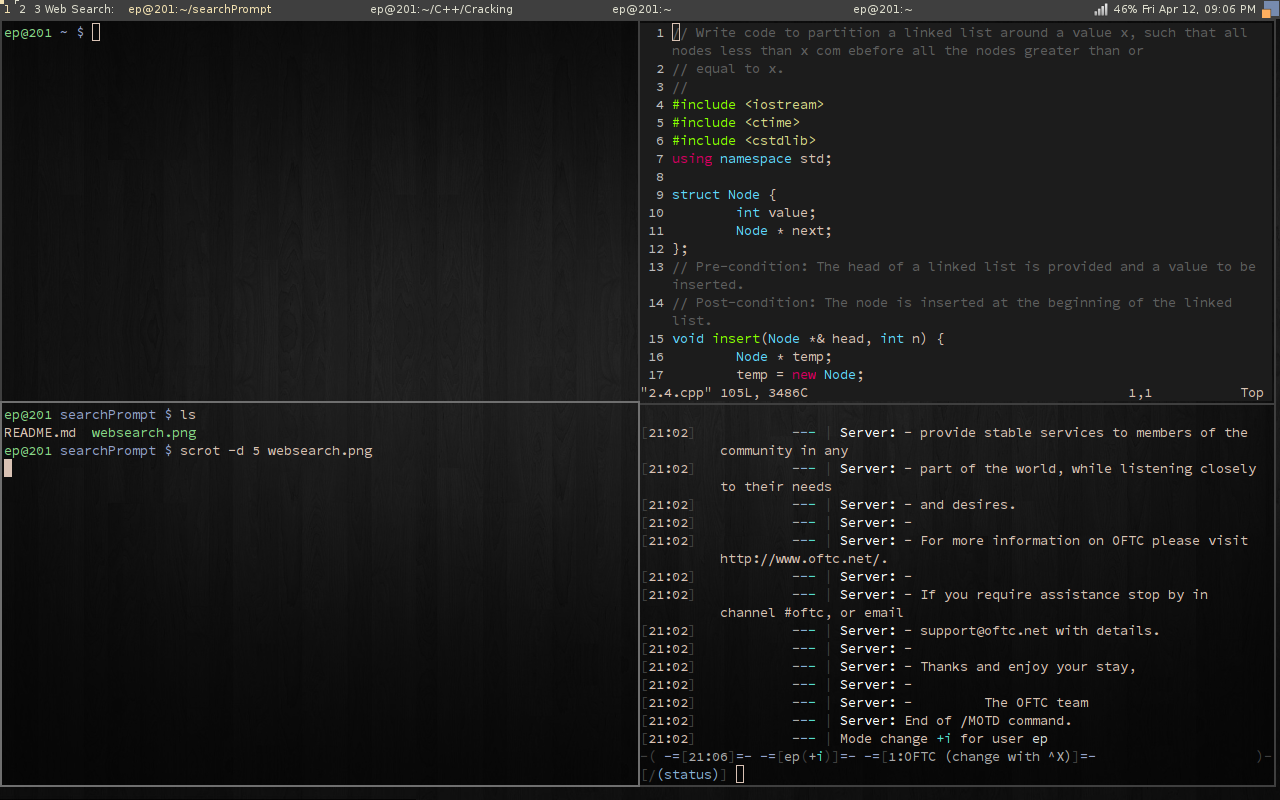 1 2 3 Web Search: ep@201:~/searchPrompt ep@201:~/C++/Cracking ep@201:~ ep@201:~ 46% Fri Apr 12, 09:06 PM
ep@201 ~ $
1 // Write code to partition a linked list around a value x, such that all
nodes less than x com ebefore all the nodes greater than or
2 // equal to x.
3 //
4 #include <iostream>
5 #include <ctime>
6 #include <cstdlib>
7 using namespace std;
8
9 struct Node {
10 int value;
11 Node * next;
12 };
13 // Pre-condition: The head of a linked list is provided and a value to be
inserted.
14 // Post-condition: The node is inserted at the beginning of the linked
list.
15 void insert(Node *& head, int n) {
16 Node * temp;
17 temp = new Node;
"2.4.cpp" 105L, 3486C 1,1 Top
ep@201 searchPrompt $ ls
README.md websearch.png
ep@201 searchPrompt $ scrot -d 5 websearch.png
[21:02] --- | Server: - provide stable services to members of the
community in any
[21:02] --- | Server: - part of the world, while listening closely
to their needs
[21:02] --- | Server: - and desires.
[21:02] --- | Server: -
[21:02] --- | Server: - For more information on OFTC please visit
http://www.oftc.net/.
[21:02] --- | Server: -
[21:02] --- | Server: - If you require assistance stop by in
channel #oftc, or email
[21:02] --- | Server: - support@oftc.net with details.
[21:02] --- | Server: -
[21:02] --- | Server: - Thanks and enjoy your stay,
[21:02] --- | Server: -
[21:02] --- | Server: - The OFTC team
[21:02] --- | Server: End of /MOTD command.
[21:02] --- | Mode change +i for user ep
-( -=[21:06]=- -=[ep(+i)]=- -=[1:OFTC (change with ^X)]=- )-
[/(status)]